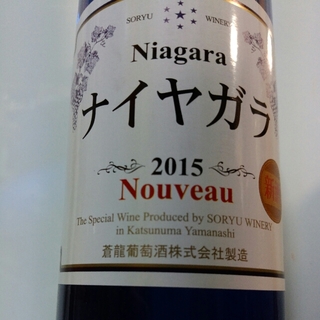 SORYU WINERY
Niagara
ナイヤガラ
2015
Nouveau
新
The Special Wine Produced by SORYU WINERY
in Katsunuma Yamanashi
蒼龍葡萄酒株式会社製造